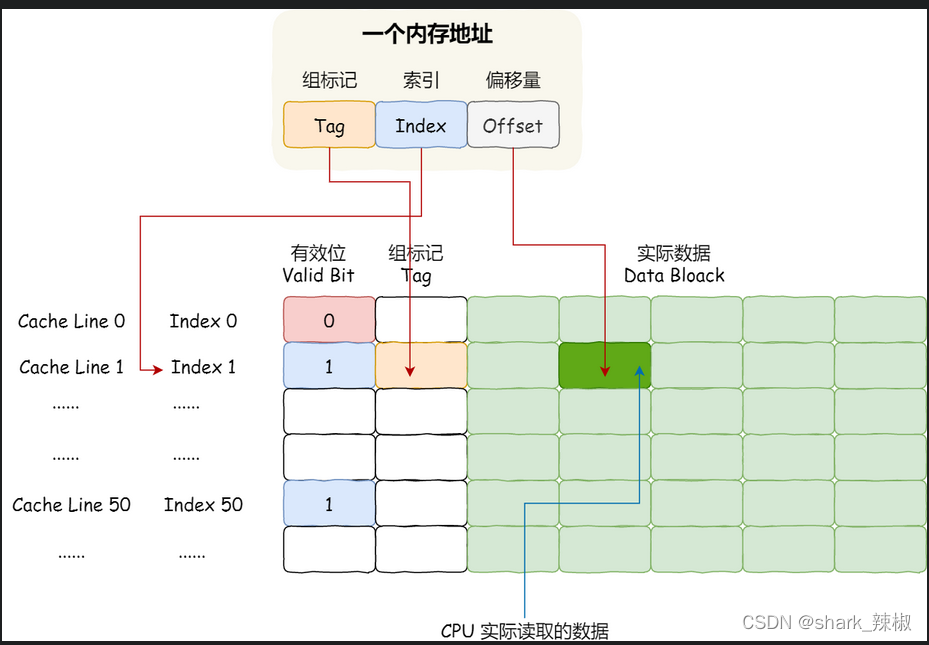 一个内存地址
组标记 索引 偏移量
Tag Index Offset
有效位 组标记 实际数据
Valid Bit Tag Data Bloack
Cache Line 0 Index 0 0
Cache Line 1 Index 1 1
...... ......
...... ......
Cache Line 50 Index 50 1
...... ......
CPU 实际读取的数据
CSDN @shark_辣椒